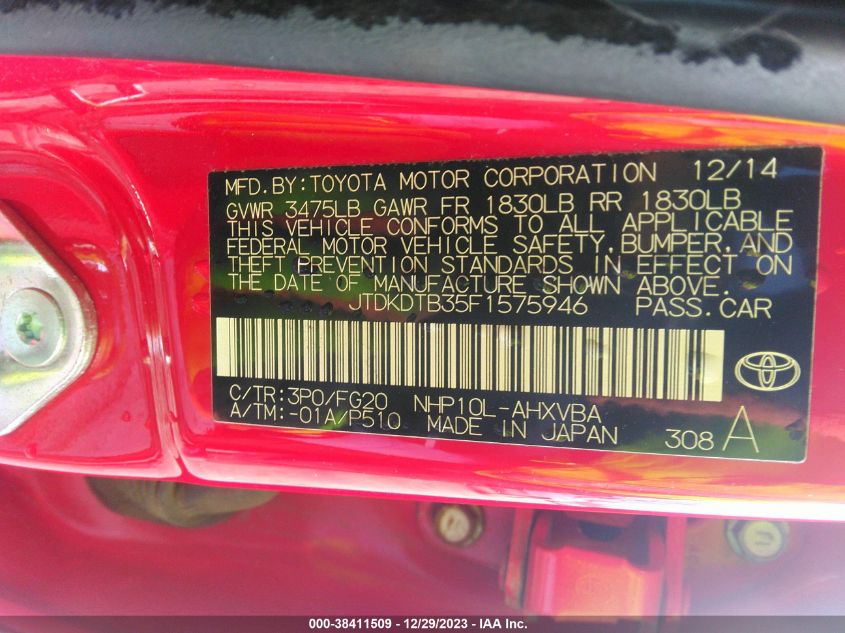 MFD. BY: TOYOTA MOTOR CORPORATION 12/14
GVWR 3475LB GAWR FR 1830LB RR 1830LB
THIS VEHICLE CONFORMS TO ALL APPLICABLE
FEDERAL MOTOR VEHICLE SAFETY, BUMPER, AND
THEFT PREVENTION STANDARDS IN EFFECT ON
THE DATE OF MANUFACTURE SHOWN ABOVE.
JTDKDTB35F1575946 PASS. CAR
C/TR: 3P0/FG20 NHP10L-AHXVBA
A/TM: -01A/P510 MADE IN JAPAN 308 A
000-38411509 - 12/29/2023 - IAA Inc.